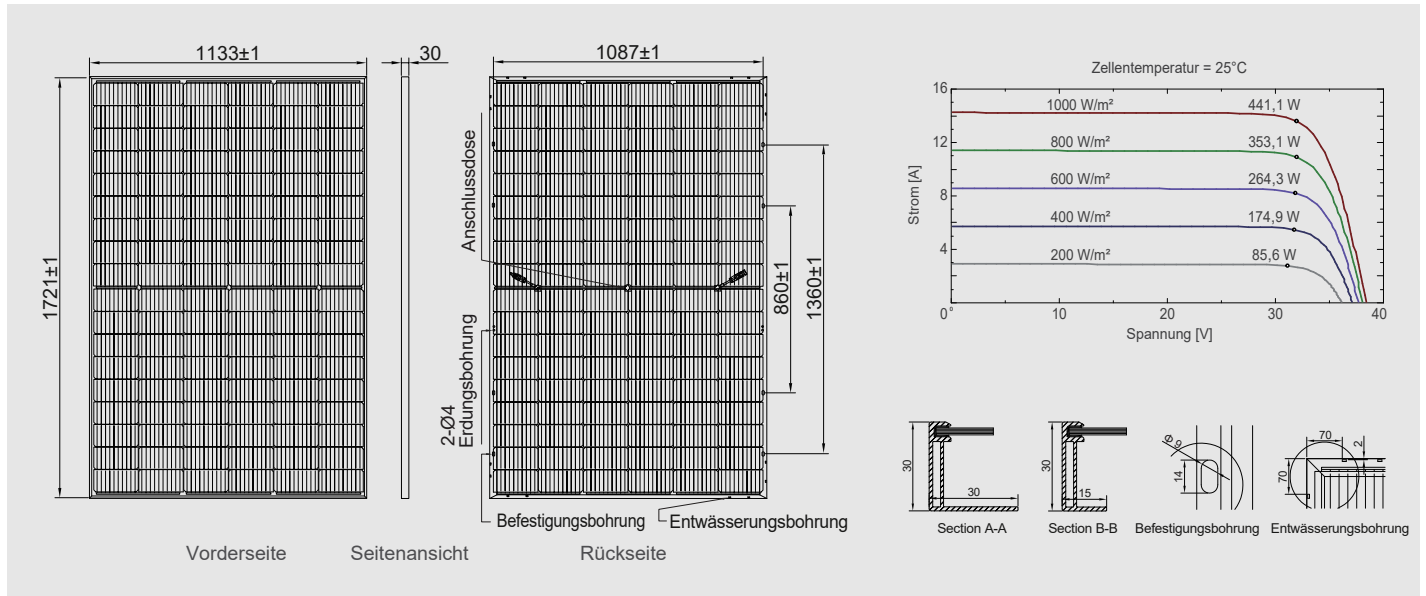 1133±1
30
1087±1
1721±1
Anschlussdose
860±1
1360±1
2-Ø4
Erdungsbohrung
Befestigungsbohrung
Entwässerungsbohrung
Vorderseite
Seitenansicht
Rückseite
Zellentemperatur = 25°C
16
12
8
4
Strom [A]
1000 W/m²
441,1 W
800 W/m²
353,1 W
600 W/m²
264,3 W
400 W/m²
174,9 W
200 W/m²
85,6 W
0°
10
20
30
40
Spannung [V]
30
30
Section A-A
30
15
Section B-B
Φ 9
14
Befestigungsbohrung
70
2
70
Entwässerungsbohrung